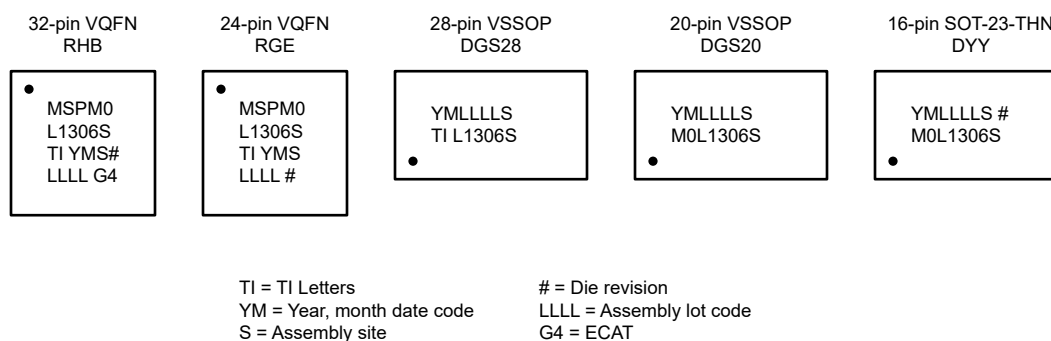 32-pin VQFN
RHB
MSPM0
L1306S
TI YMS#
LLLL G4
24-pin VQFN
RGE
MSPM0
L1306S
TI YMS
LLLL #
28-pin VSSOP
DGS28
YMLLLLS
TI L1306S
20-pin VSSOP
DGS20
YMLLLLS
M0L1306S
16-pin SOT-23-THN
DYY
YMLLLLS #
M0L1306S
TI = TI Letters
YM = Year, month date code
S = Assembly site
# = Die revision
LLLL = Assembly lot code
G4 = ECAT